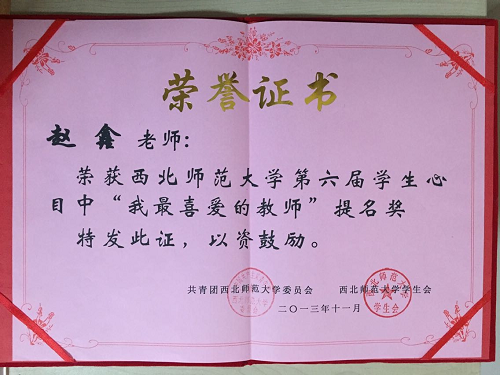 荣誉证书
赵鑫 老师:
荣获西北师范大学第六届学生心
目中“我最喜爱的教师”提名奖
特发此证，以资鼓励。
共青团西北师范大学委员会 西北师范大学学生会
二〇一三年十一月
学生会